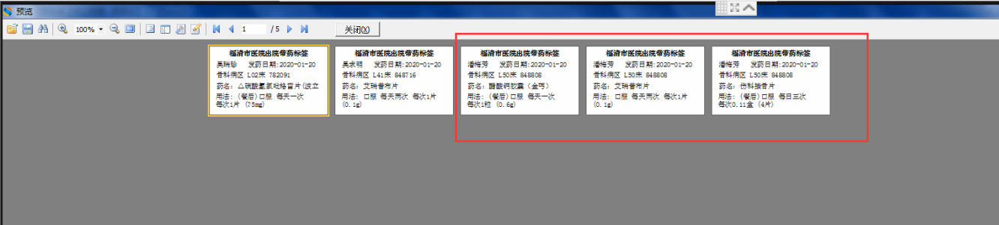 预览
100%
1
/5
关闭(X)
福清市医院出院带药标签
吴瑞珍 发药日期:2020-01-20
骨科病区 L02床 782091
药名: △硫酸氢氯吡格雷片(波立
用法: (餐后)口服 每天一次
每次1片 (75mg)
福清市医院出院带药标签
吴求明 发药日期:2020-01-20
骨科病区 L41床 848716
药名: 艾瑞昔布片
用法: 口服 每天两次 每次1片
(0.1g)
福清市医院出院带药标签
潘梅芳 发药日期:2020-01-20
骨科病区 L50床 848808
药名: 醋酸钙胶囊 (金丐)
用法: (餐后)口服 每天一次
每次1粒 (0.6g)
福清市医院出院带药标签
潘梅芳 发药日期:2020-01-20
骨科病区 L50床 848808
药名: 艾瑞昔布片
用法: 口服 每天两次 每次1片
(0.1g)
福清市医院出院带药标签
潘梅芳 发药日期:2020-01-20
骨科病区 L50床 848808
药名: 伤科接骨片
用法: (餐后)口服 每日三次
每次0.11盒 (4片)